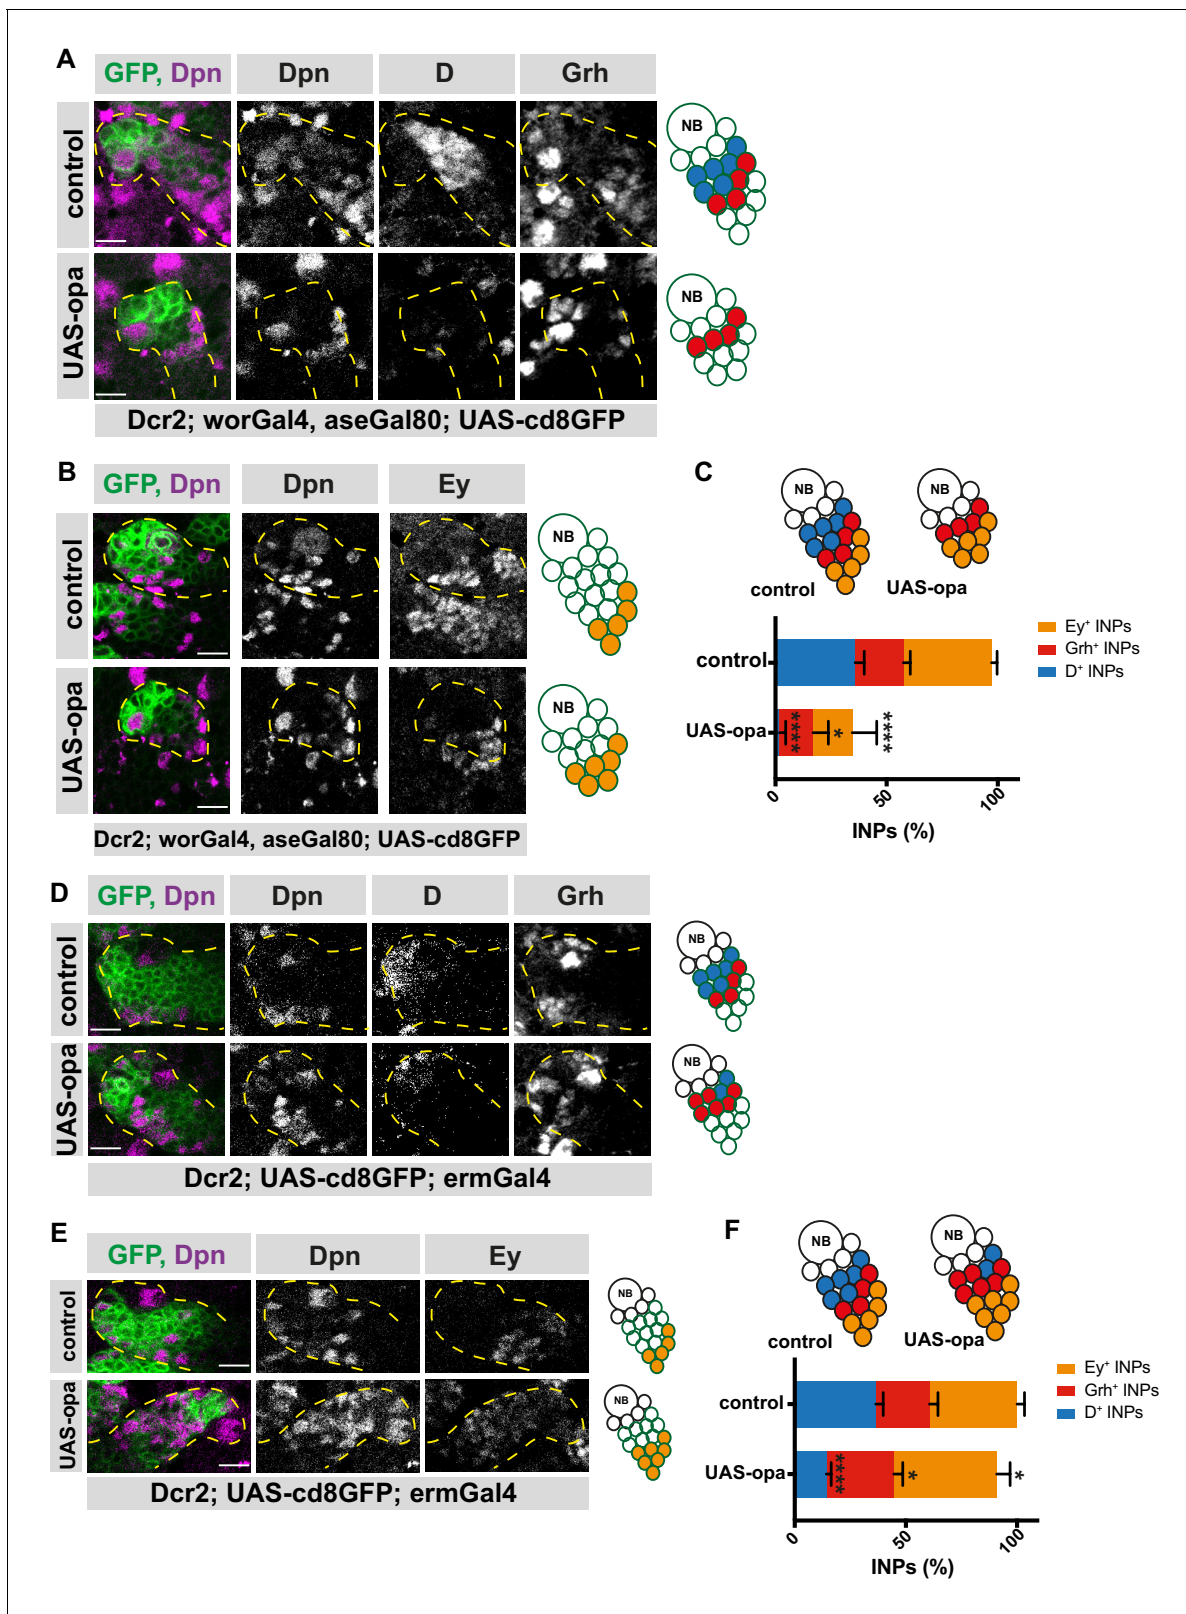 A
GFP, Dpn
Dpn
D
Grh
control
NB
UAS-opa
NB
Dcr2; worGal4, aseGal80; UAS-cd8GFP
B
GFP, Dpn
Dpn
Ey
control
NB
UAS-opa
NB
Dcr2; worGal4, aseGal80; UAS-cd8GFP
C
NB
NB
control
UAS-opa
Ey+ INPs
Grh+ INPs
D+ INPs
control
UAS-opa
****
*
****
0
50
100
INPs (%)
D
GFP, Dpn
Dpn
D
Grh
control
NB
UAS-opa
NB
Dcr2; UAS-cd8GFP; ermGal4
E
GFP, Dpn
Dpn
Ey
control
NB
UAS-opa
NB
Dcr2; UAS-cd8GFP; ermGal4
F
NB
NB
control
UAS-opa
Ey+ INPs
Grh+ INPs
D+ INPs
control
UAS-opa
****
*
*
0
50
100
INPs (%)